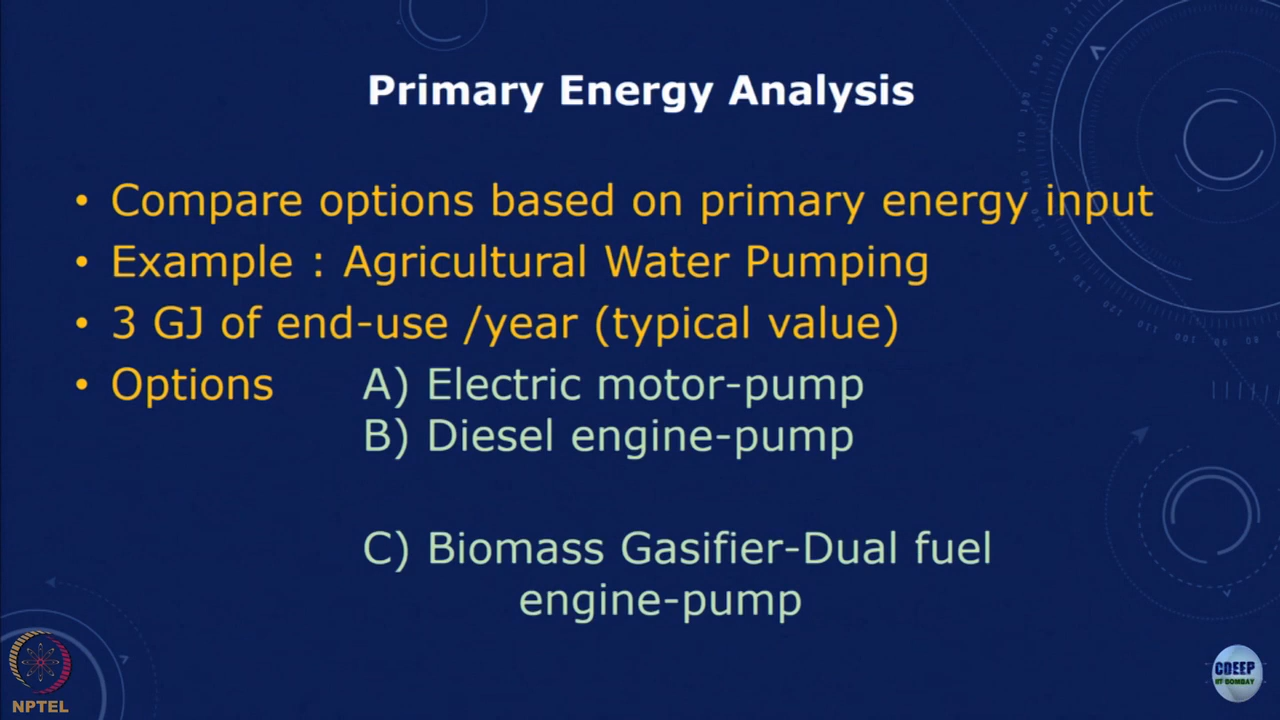 Primary Energy Analysis
• Compare options based on primary energy input
• Example : Agricultural Water Pumping
• 3 GJ of end-use /year (typical value)
• Options A) Electric motor-pump
B) Diesel engine-pump
C) Biomass Gasifier-Dual fuel
engine-pump
NPTEL
CDEEP
IIT BOMBAY